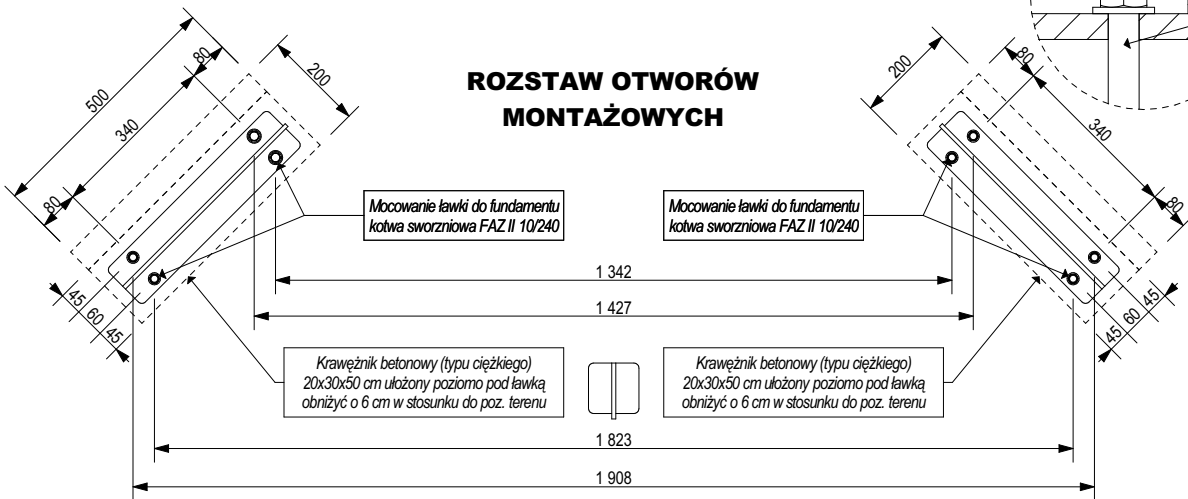 ROZSTAW OTWORÓW
MONTAŻOWYCH
500
80
340
80
200
200
80
340
80
Mocowanie ławki do fundamentu
kotwa sworzniowa FAZ II 10/240
Mocowanie ławki do fundamentu
kotwa sworzniowa FAZ II 10/240
1 342
1 427
45
60
45
45
60
45
Krawężnik betonowy (typu ciężkiego)
20x30x50 cm ułożony poziomo pod ławką
obniżyć o 6 cm w stosunku do poz. terenu
Krawężnik betonowy (typu ciężkiego)
20x30x50 cm ułożony poziomo pod ławką
obniżyć o 6 cm w stosunku do poz. terenu
1 823
1 908